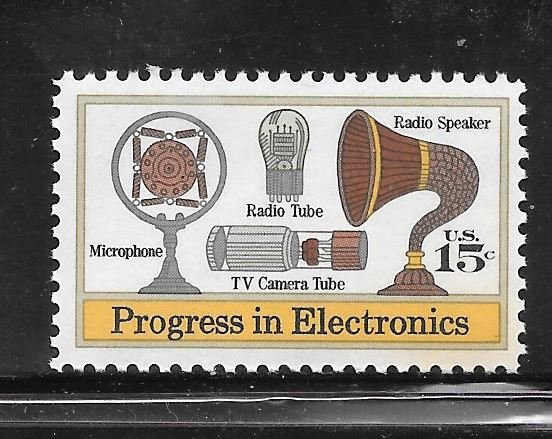 Radio Speaker
Radio Tube
U.S.
15c
Microphone
TV Camera Tube
Progress in Electronics